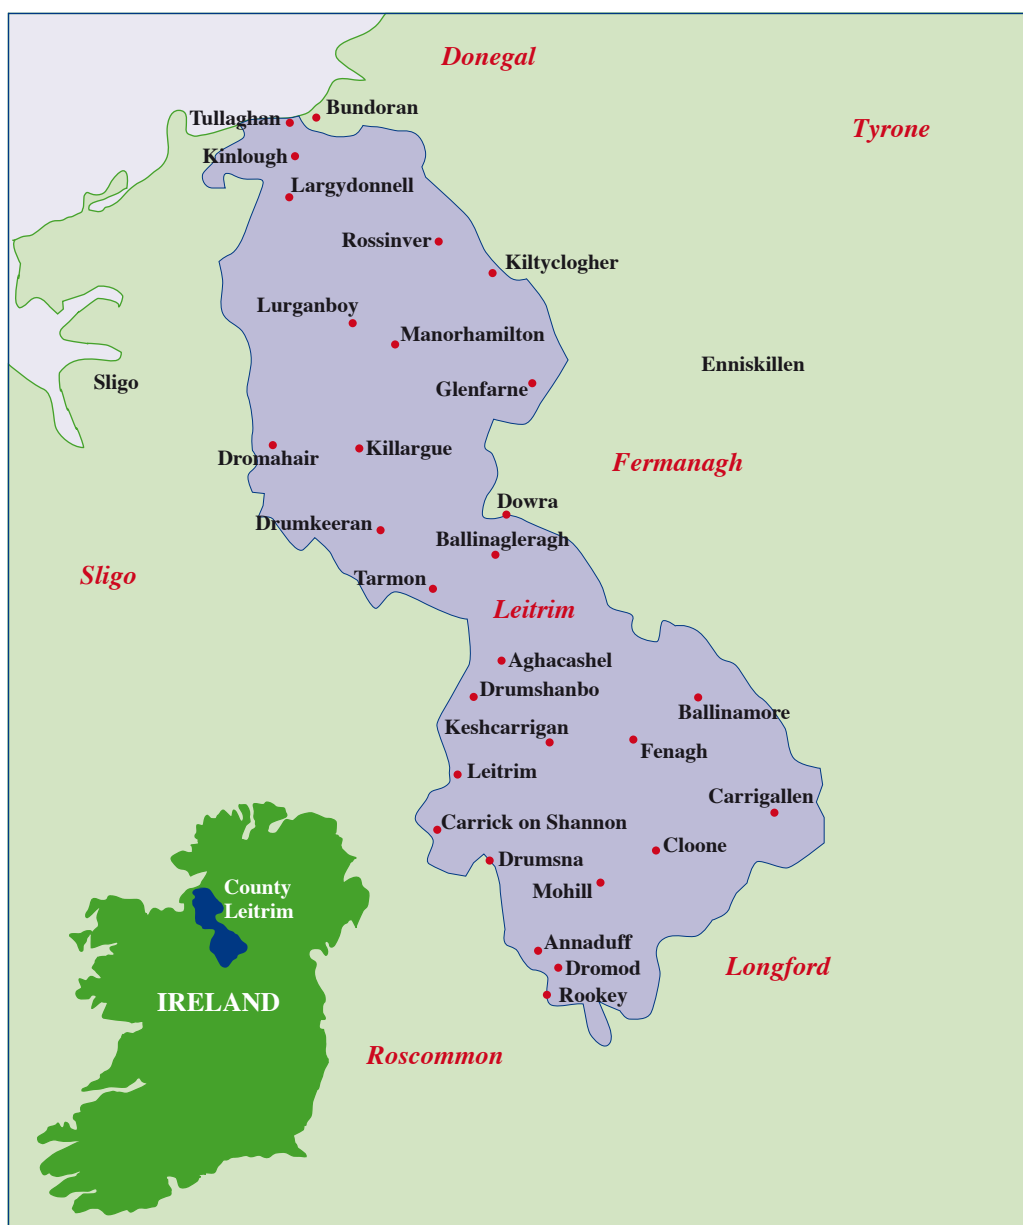 Donegal
Bundoran
Tullaghan
Tyrone
Kinlough
Largydonnell
Rossinver
Kiltyclogher
Lurganboy
Manorhamilton
Enniskillen
Sligo
Glenfarne
Killargue
Dromahair
Fermanagh
Dowra
Drumkeeran
Ballinagleragh
Sligo
Tarmon
Leitrim
Aghacashel
Drumshanbo
Ballinamore
Keshcarrigan
Fenagh
Leitrim
Carrigallen
Carrick on Shannon
Cloone
Drumsna
Mohill
County
Leitrim
Annaduff
Dromod
Longford
Rookey
IRELAND
Roscommon